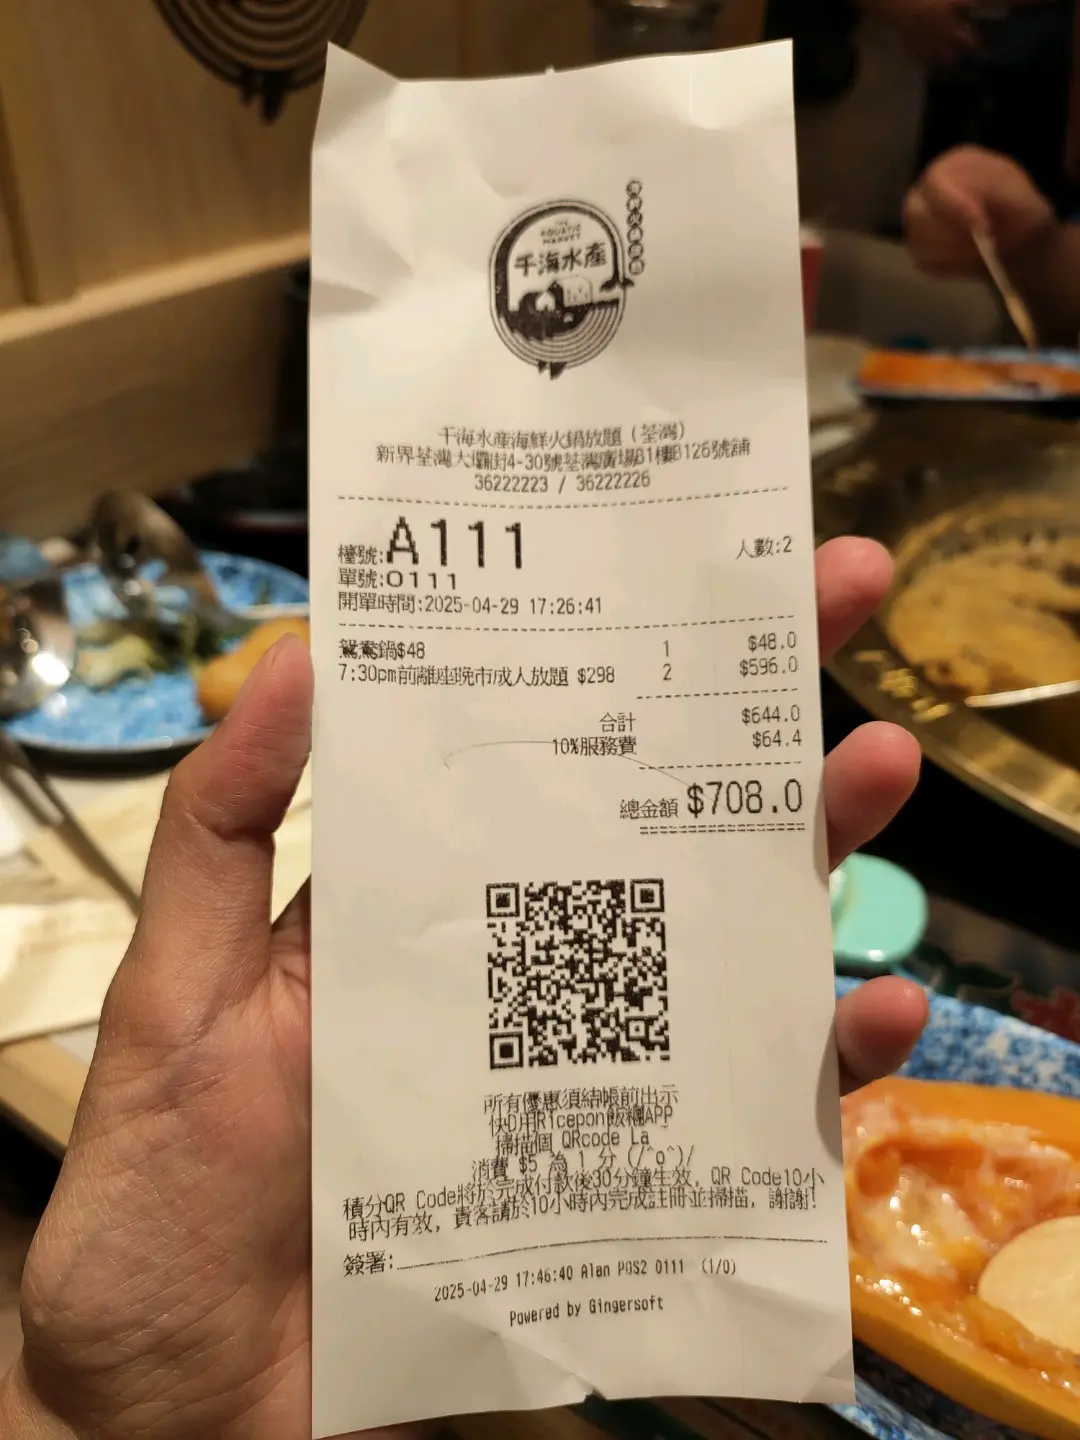 THE
AQUATIC
MARKET
千海水產
千海水產海鮮火鍋放題 (荃灣)
新界荃灣大壩街4-30號荃灣廣場B1樓B126號舖
36222223 / 36222226
檯號:A111
人數:2
單號:0111
開單時間:2025-04-29 17:26:41
鴛鴦鍋$48 1 $48.0
7:30pm前離座晚市成人放題 $298 2 $596.0
合計 $644.0
10%服務費 $64.4
總金額 $708.0
所有優惠須結帳前出示
快D用Ricepon飯糰APP
掃描個 QRcode La
消費 $5 為 1 分 (/^o^)/
積分QR Code將於完成付款後30分鐘生效, QR Code10小
時內有效, 貴客請於10小時內完成註冊並掃描, 謝謝!
簽署:
2025-04-29 17:46:40 Alan POS2 0111 (1/0)
Powered by Gingersoft